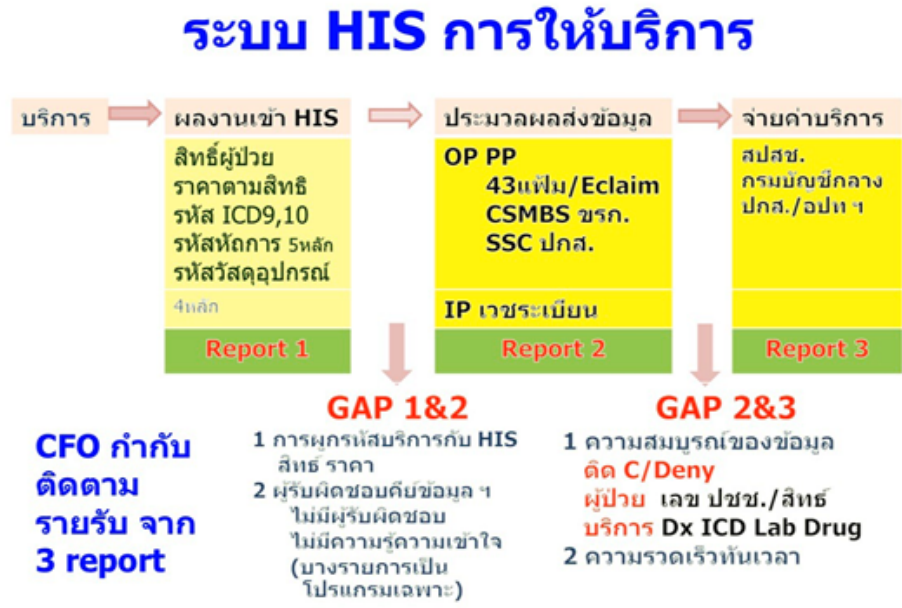 ระบบ HIS การให้บริการ
บริการ
ผลงานเข้า HIS
ประมวลผลส่งข้อมูล
จ่ายค่าบริการ
สิทธิ์ผู้ป่วย
ราคาตามสิทธิ
รหัส ICD9,10
รหัสหัถการ 5หลัก
รหัสวัสดุอุปกรณ์
4หลัก
Report 1
OP PP
43แฟ้ม/Eclaim
CSMBS ขรก.
SSC ปกส.
IP เวชระเบียน
Report 2
สปสช.
กรมบัญชีกลาง
ปกส./อปท ฯ
Report 3
CFO กำกับ
ติดตาม
รายรับ จาก
3 report
GAP 1&2
1 การผูกรหัสบริการกับ HIS
สิทธ์ ราคา
2 ผู้รับผิดชอบคีย์ข้อมูล ฯ
ไม่มีผู้รับผิดชอบ
ไม่มีความรู้ความเข้าใจ
(บางรายการเป็น
โปรแกรมเฉพาะ)
GAP 2&3
1 ความสมบูรณ์ของข้อมูล
ติด C/Deny
ผู้ป่วย เลข ปชช./สิทธ์
บริการ Dx ICD Lab Drug
2 ความรวดเร็วทันเวลา